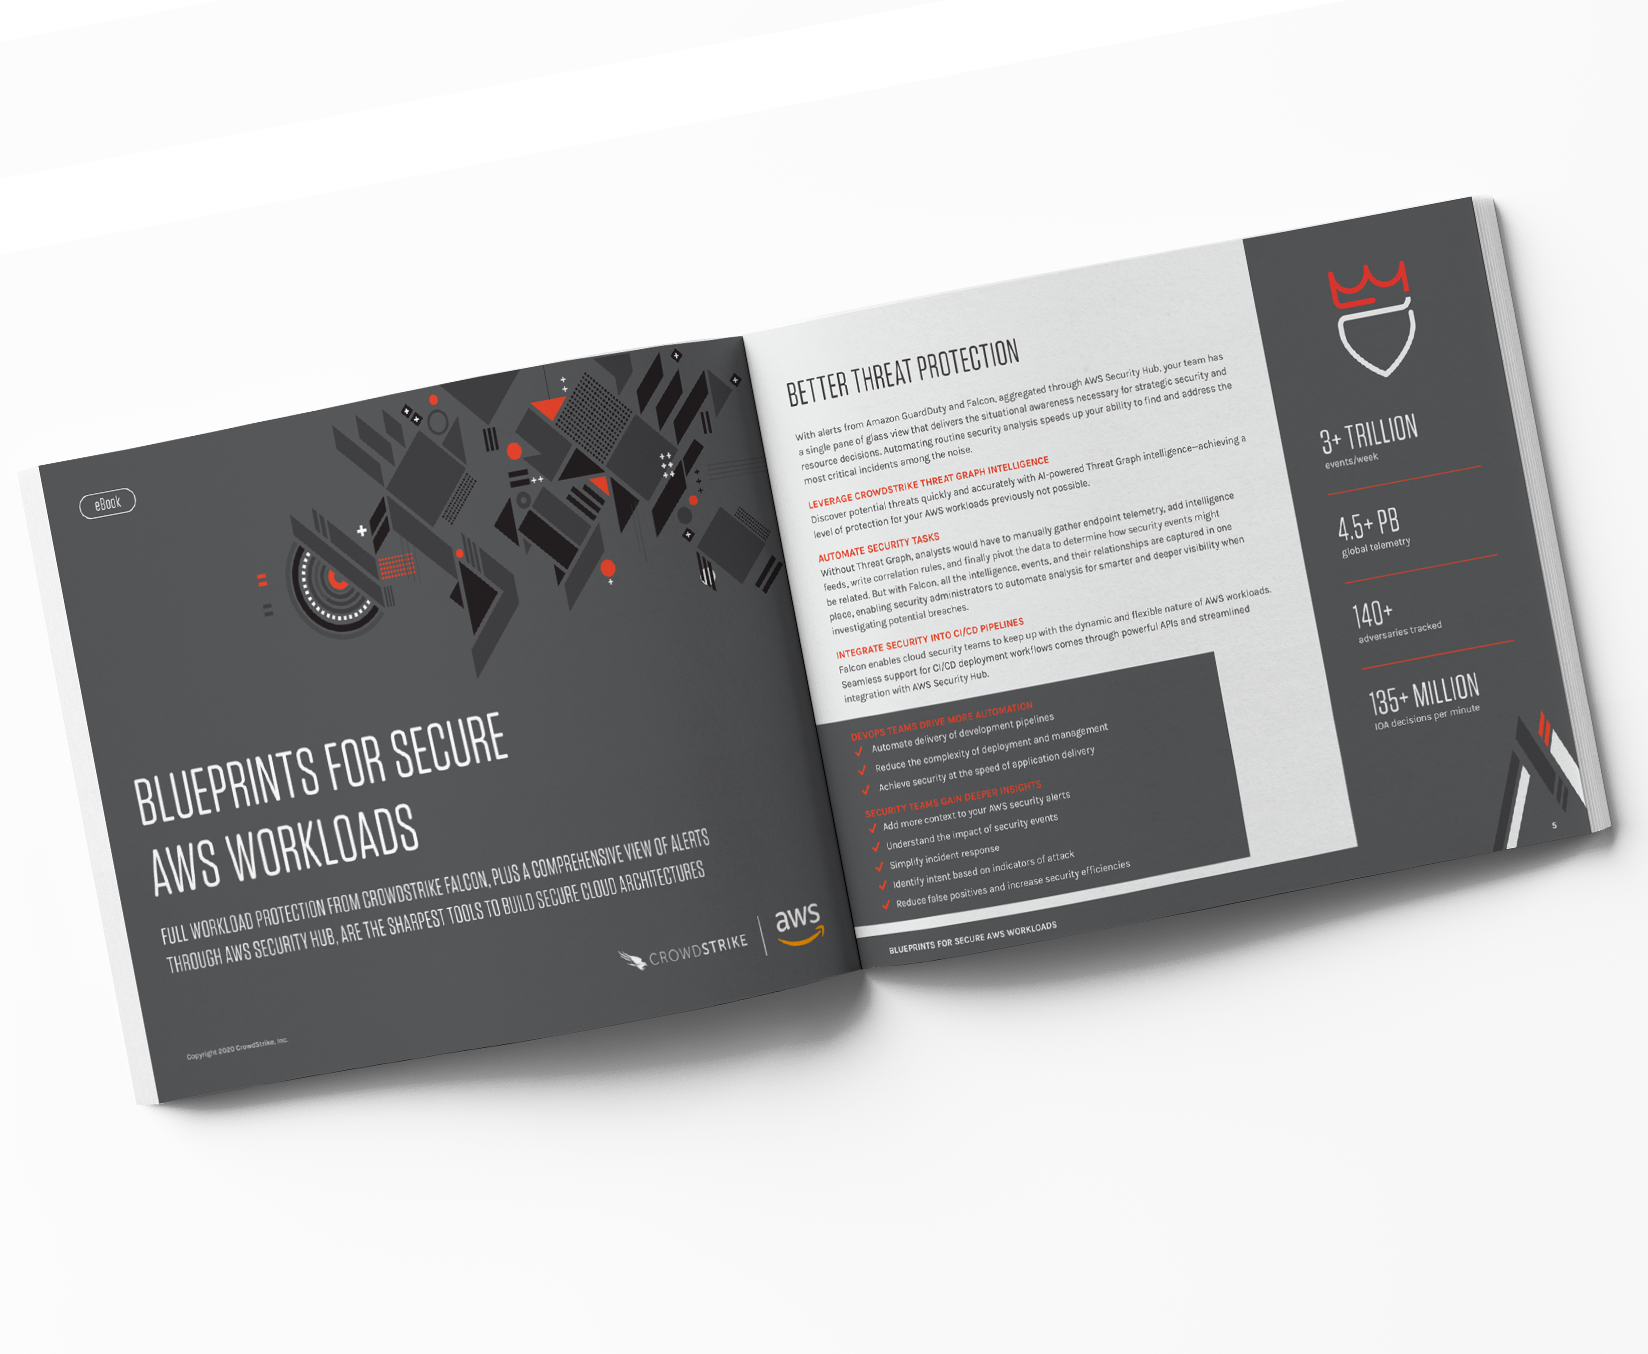 eBook
BLUEPRINTS FOR SECURE
AWS WORKLOADS
FULL WORKLOAD PROTECTION FROM CROWDSTRIKE FALCON, PLUS A COMPREHENSIVE VIEW OF ALERTS
THROUGH AWS SECURITY HUB, ARE THE SHARPEST TOOLS TO BUILD SECURE CLOUD ARCHITECTURES
CROWDSTRIKE
aws
Copyright 2020 CrowdStrike, Inc.
BETTER THREAT PROTECTION
With alerts from Amazon GuardDuty and Falcon, aggregated through AWS Security Hub, your team has
a single pane of glass view that delivers the situational awareness necessary for strategic security and
resource decisions. Automating routine security analysis speeds up your ability to find and address the
most critical incidents among the noise.
LEVERAGE CROWDSTRIKE THREAT GRAPH INTELLIGENCE
Discover potential threats quickly and accurately with AI-powered Threat Graph intelligence—achieving a
level of protection for your AWS workloads previously not possible.
AUTOMATE SECURITY TASKS
Without Threat Graph, analysts would have to manually gather endpoint telemetry, add intelligence
feeds, write correlation rules, and finally pivot the data to determine how security events might
be related. But with Falcon, all the intelligence, events, and their relationships are captured in one
place, enabling security administrators to automate analysis for smarter and deeper visibility when
investigating potential breaches.
INTEGRATE SECURITY INTO CI/CD PIPELINES
Falcon enables cloud security teams to keep up with the dynamic and flexible nature of AWS workloads.
Seamless support for CI/CD deployment workflows comes through powerful APIs and streamlined
integration with AWS Security Hub.
DEVOPS TEAMS DRIVE MORE AUTOMATION
Automate delivery of development pipelines
Reduce the complexity of deployment and management
Achieve security at the speed of application delivery
SECURITY TEAMS GAIN DEEPER INSIGHTS
Add more context to your AWS security alerts
Understand the impact of security events
Simplify incident response
Identify intent based on indicators of attack
Reduce false positives and increase security efficiencies
BLUEPRINTS FOR SECURE AWS WORKLOADS
3+ TRILLION
events/week
4.5+ PB
global telemetry
140+
adversaries tracked
135+ MILLION
IOA decisions per minute
5